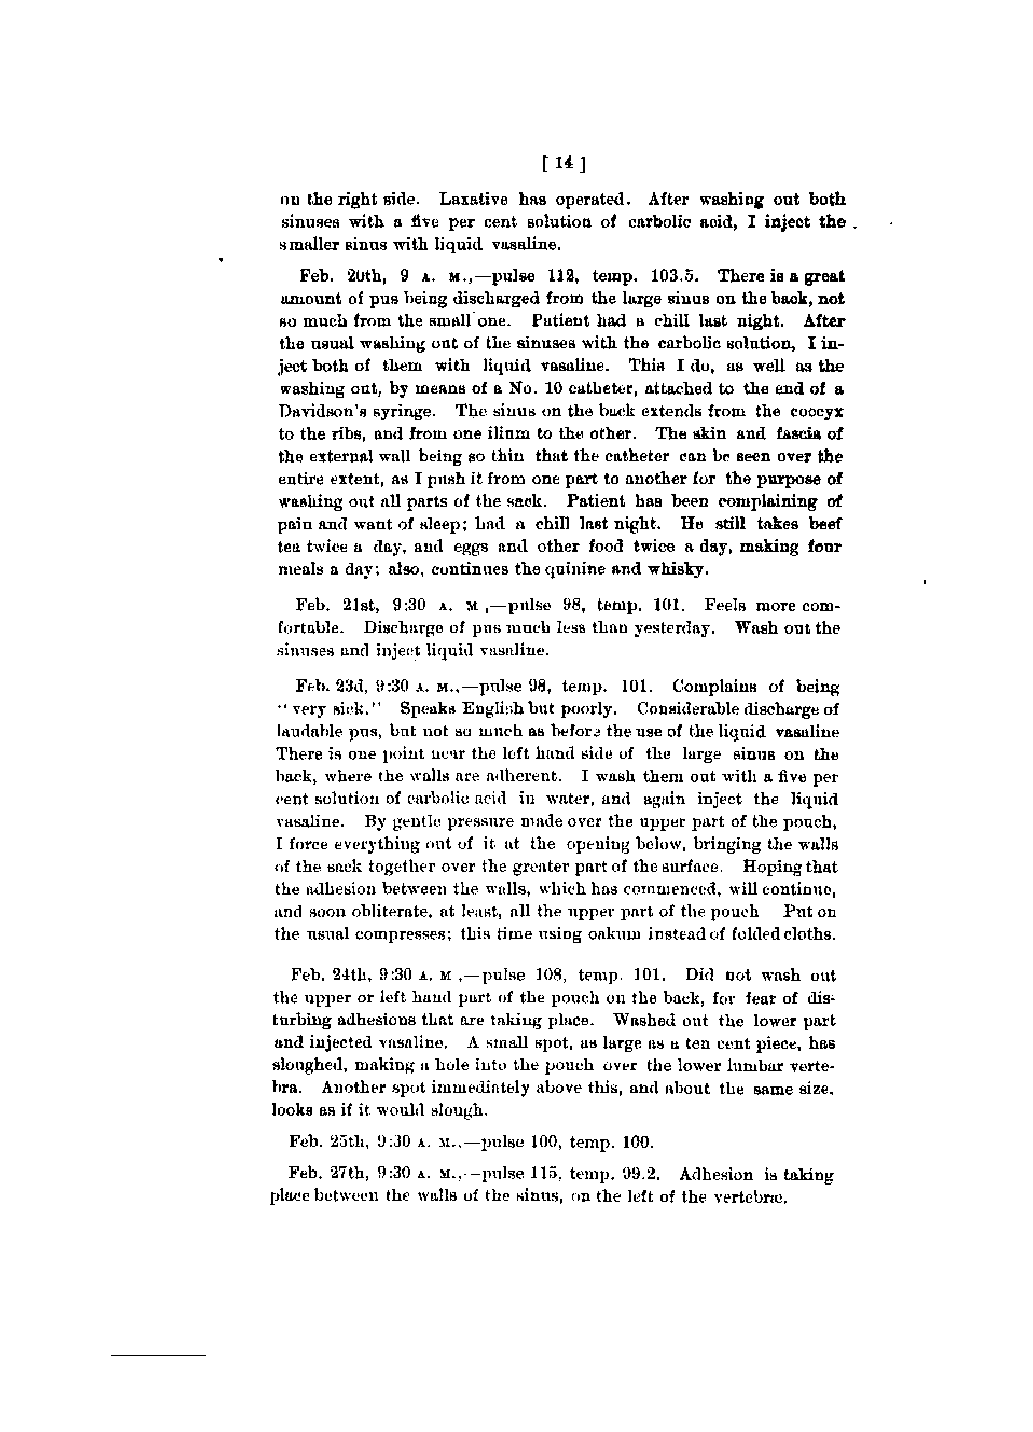 [ 14 ]
on the right side. Laxative has operated. After washing out both
sinuses with a five per cent solution of carbolic acid, I inject the
smaller sinus with liquid vasaline.
Feb. 20th, 9 A. M.,—pulse 112, temp. 103.5. There is a great
amount of pus being discharged from the large sinus on the back, not
so much from the small one. Patient had a chill last night. After
the usual washing out of the sinuses with the carbolic solution, I in-
ject both of them with liquid vasaline. This I do, as well as the
washing out, by means of a No. 10 catheter, attached to the end of a
Davidson's syringe. The sinus on the back extends from the coccyx
to the ribs, and from one ilium to the other. The skin and fascia of
the external wall being so thin that the catheter can be seen over the
entire extent, as I push it from one part to another for the purpose of
washing out all parts of the sack. Patient has been complaining of
pain and want of sleep; had a chill last night. He still takes beef
tea twice a day, and eggs and other food twice a day, making four
meals a day; also, continues the quinine and whisky.
Feb. 21st, 9:30 A. M ,—pulse 98, temp. 101. Feels more com-
fortable. Discharge of pus much less than yesterday. Wash out the
sinuses and inject liquid vasaline.
Feb. 23d, 9:30 A. M.,—pulse 98, temp. 101. Complains of being
"very sick." Speaks English but poorly. Considerable discharge of
laudable pus, but not so much as before the use of the liquid vasaline
There is one point near the left hand side of the large sinus on the
back, where the walls are adherent. I wash them out with a five per
cent solution of carbolic acid in water, and again inject the liquid
vasaline. By gentle pressure made over the upper part of the pouch,
I force everything out of it at the opening below, bringing the walls
of the sack together over the greater part of the surface. Hoping that
the adhesion between the walls, which has commenced, will continue,
and soon obliterate, at least, all the upper part of the pouch Put on
the usual compresses; this time using oakum instead of folded cloths.
Feb. 24th, 9:30 A. M ,—pulse 108, temp. 101. Did not wash out
the upper or left hand part of the pouch on the back, for fear of dis-
turbing adhesions that are taking place. Washed out the lower part
and injected vasaline. A small spot, as large as a ten cent piece, has
sloughed, making a hole into the pouch over the lower lumbar verte-
bra. Another spot immediately above this, and about the same size,
looks as if it would slough.
Feb. 25th, 9:30 A. M.,—pulse 100, temp. 100.
Feb. 27th, 9:30 A. M.,—pulse 115, temp. 99.2. Adhesion is taking
place between the walls of the sinus, on the left of the vertebræ.